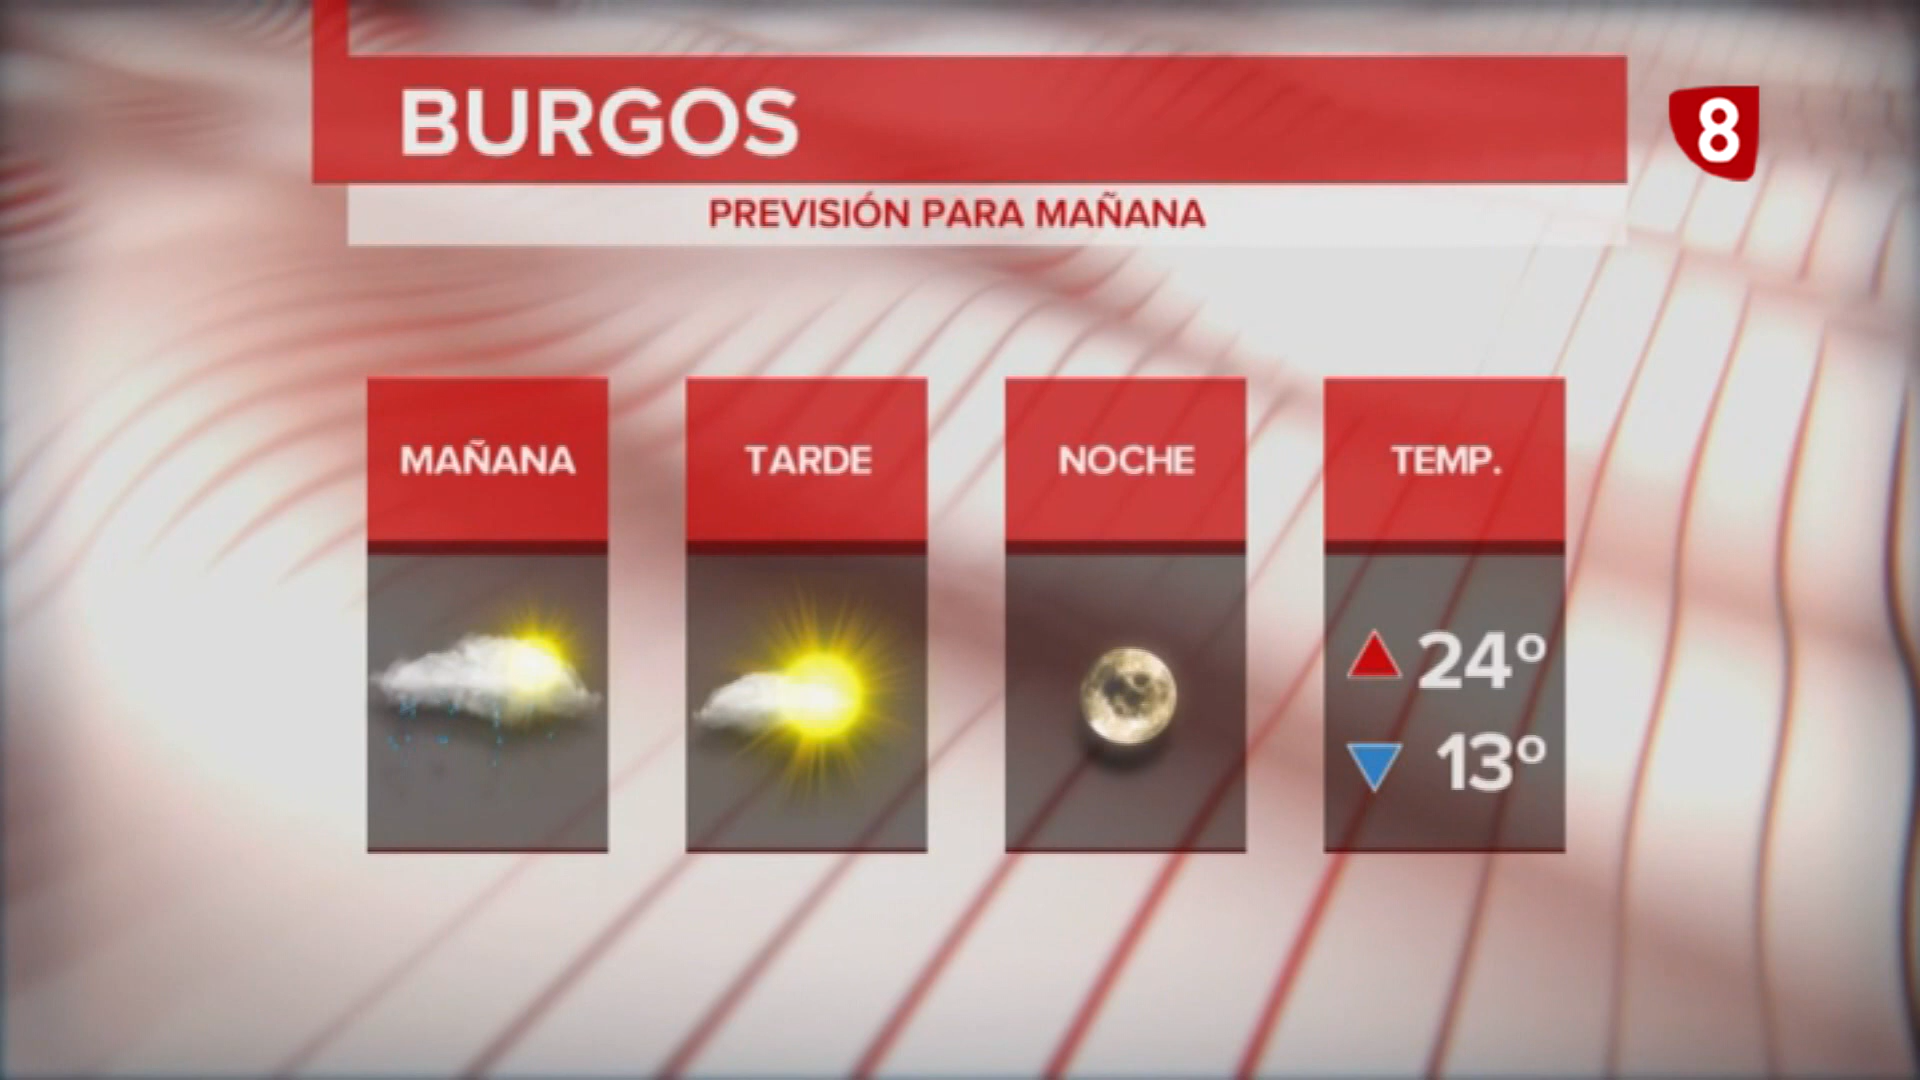 BURGOS
8
PREVISIÓN PARA MAÑANA
MAÑANA
TARDE
NOCHE
TEMP.
24º
13º